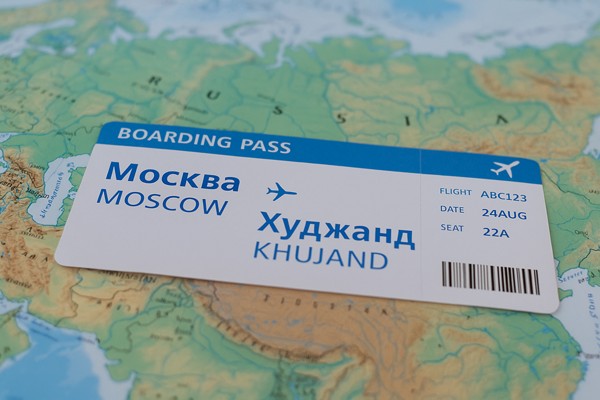 RUSSIA
BOARDING PASS
Москва
MOSCOW
Худжанд
KHUJAND
FLIGHT ABC123
DATE 24AUG
SEAT 22A